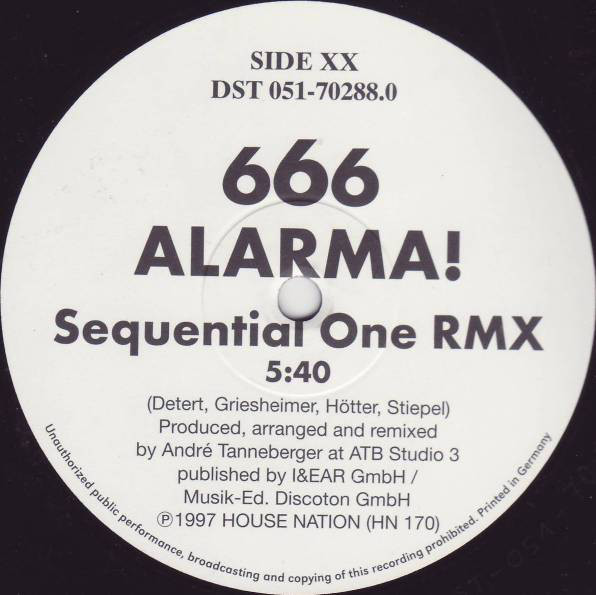 SIDE XX
DST 051-70288.0
666
ALARMA!
Sequential One RMX
5:40
(Detert, Griesheimer, Hötter, Stiepel)
Produced, arranged and remixed
by André Tanneberger at ATB Studio 3
published by I&EAR GmbH /
Musik-Ed. Discoton GmbH
℗1997 HOUSE NATION (HN 170)
Unauthorized public performance, broadcasting and copying of this recording prohibited. Printed in Germany